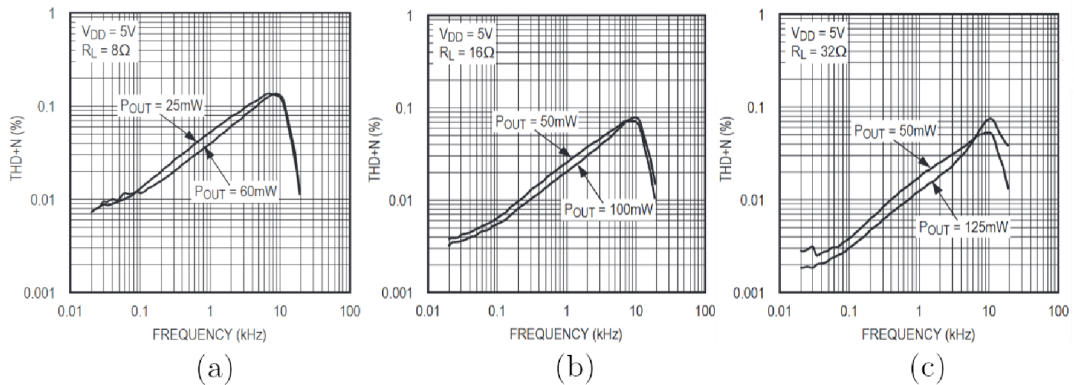 1
0.1
0.01
0.001
THD+N (%)
VDD = 5V
RL = 8Ω
POUT = 25mW
POUT = 60mW
0.01 0.1 1 10 100
FREQUENCY (kHz)
(a)
1
0.1
0.01
0.001
THD+N (%)
VDD = 5V
RL = 16Ω
POUT = 50mW
POUT = 100mW
0.01 0.1 1 10 100
FREQUENCY (kHz)
(b)
1
0.1
0.01
0.001
THD+N (%)
VDD = 5V
RL = 32Ω
POUT = 50mW
POUT = 125mW
0.01 0.1 1 10 100
FREQUENCY (kHz)
(c)